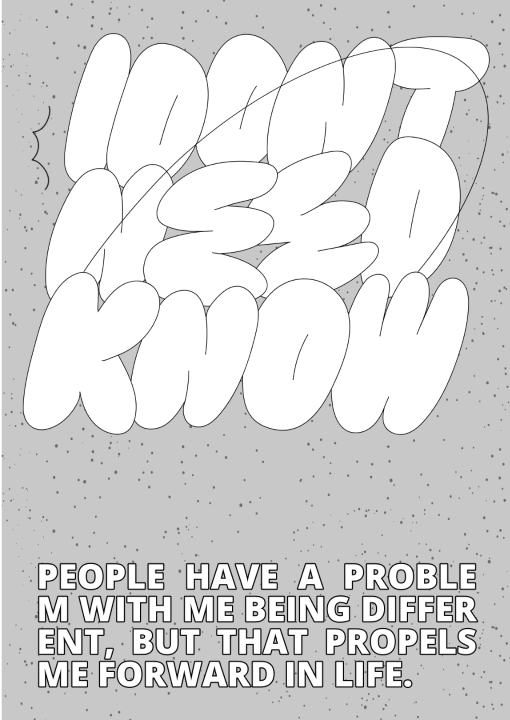 IDONT
NEED
KNOW
PEOPLE HAVE A PROBLE
M WITH ME BEING DIFFER
ENT, BUT THAT PROPELS
ME FORWARD IN LIFE.